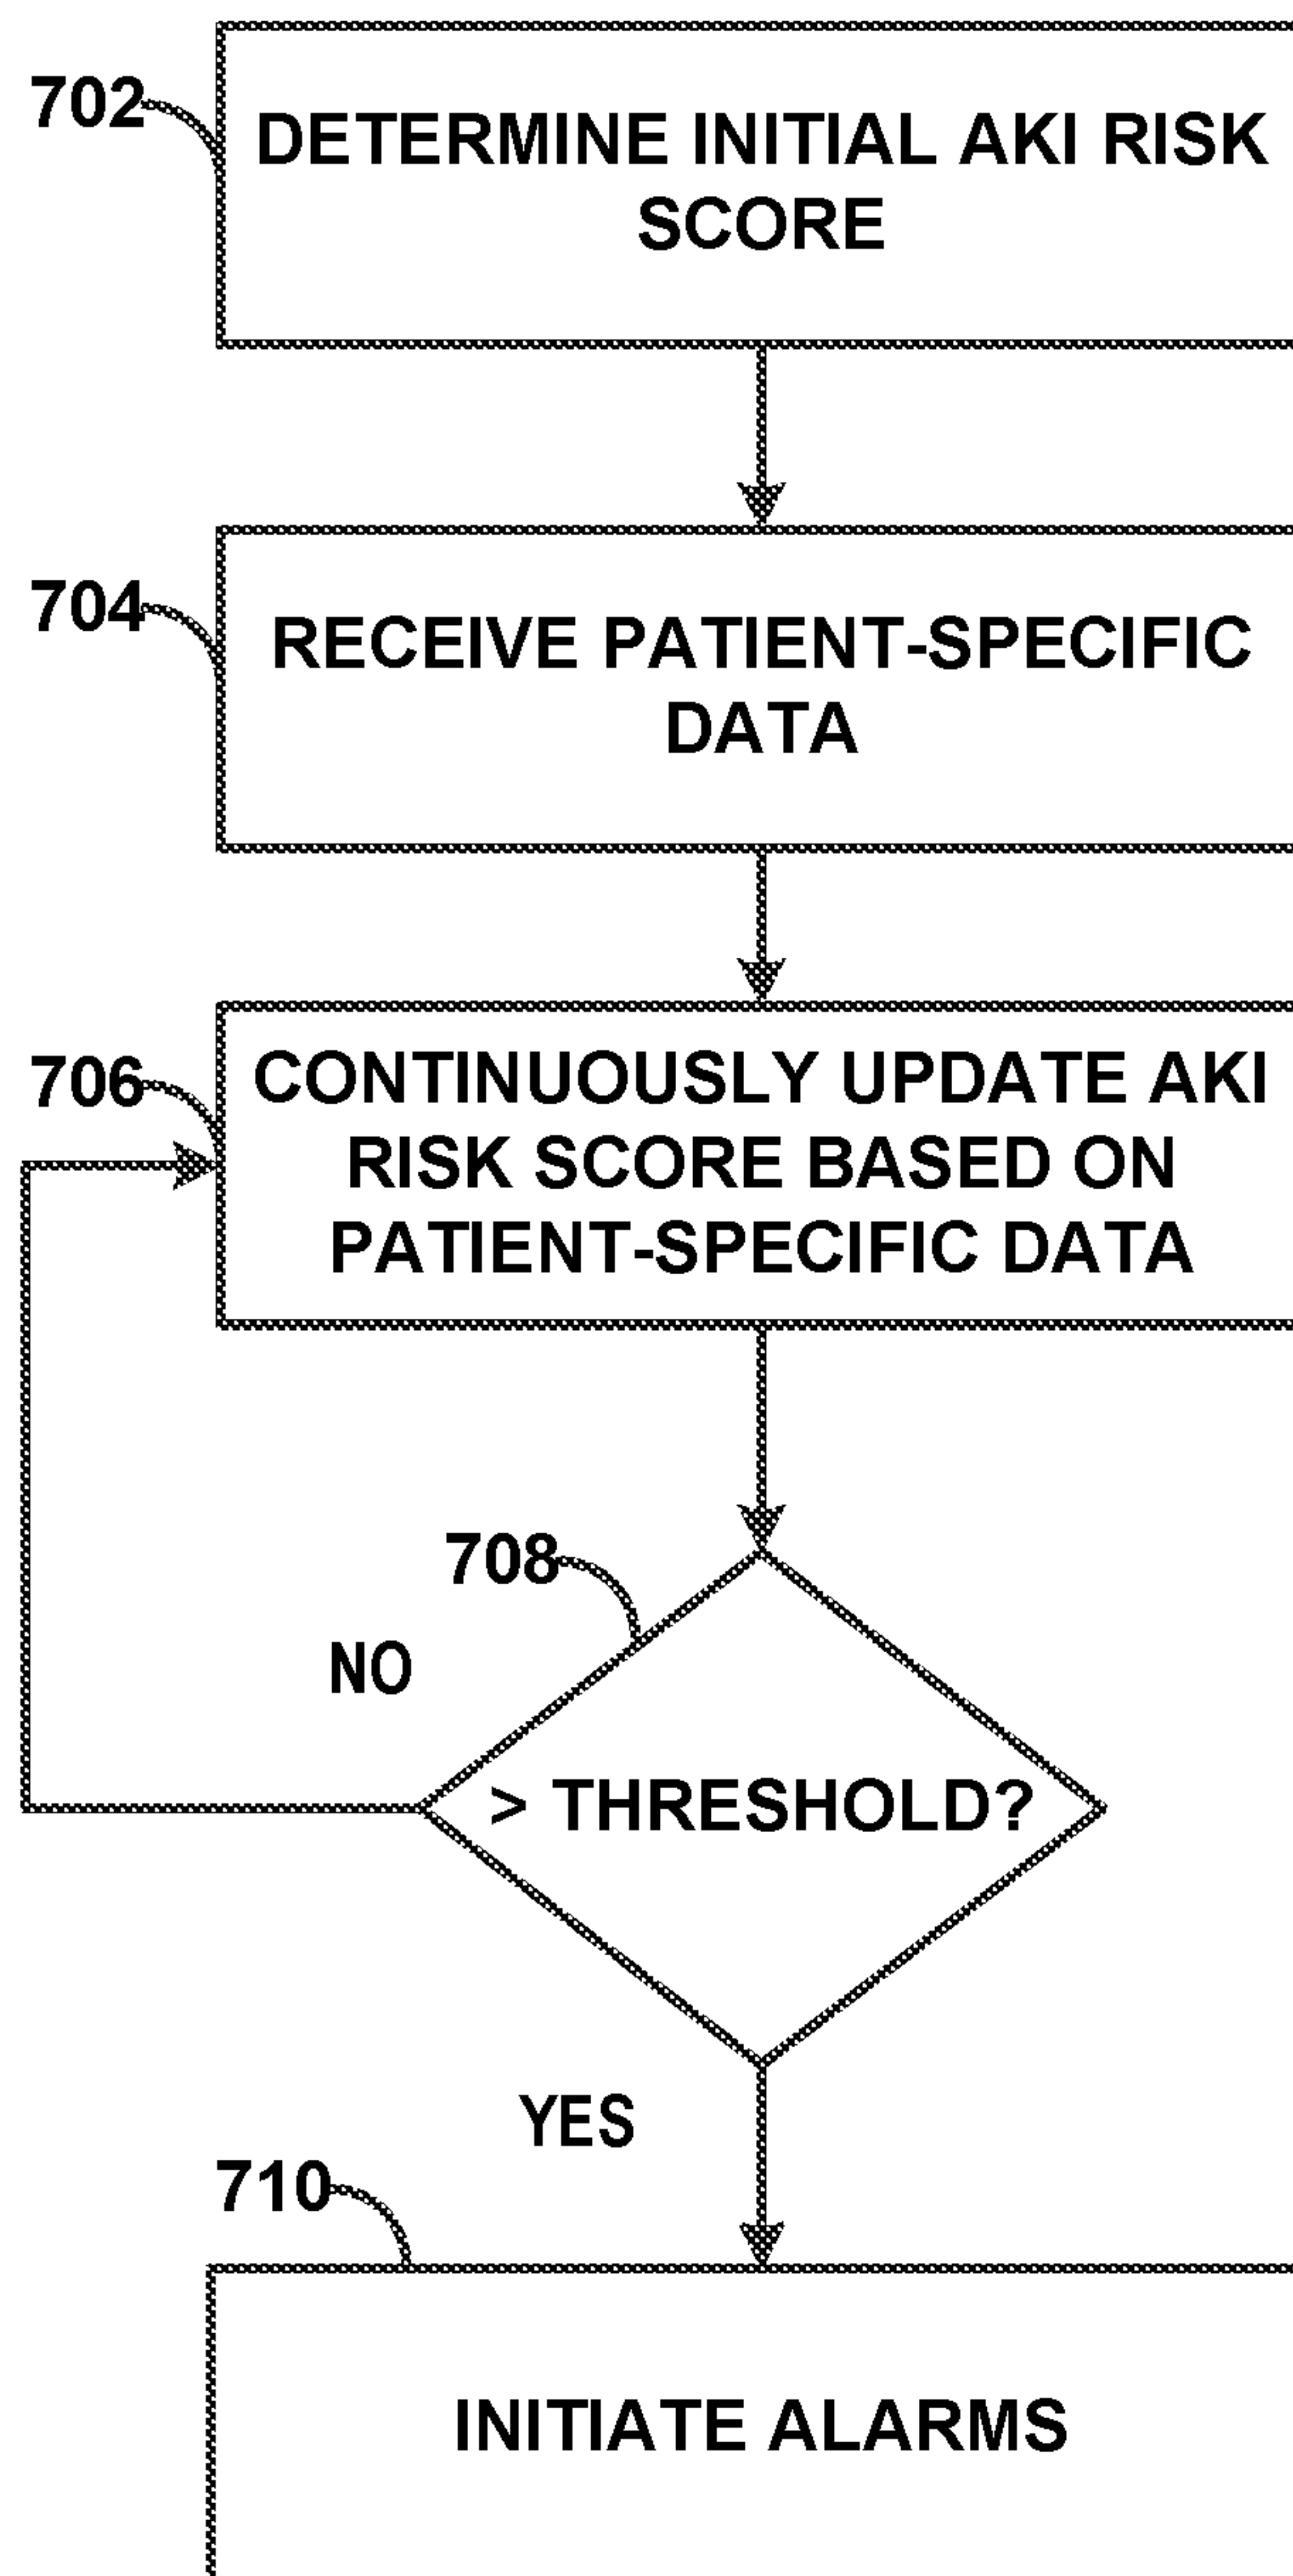 702
DETERMINE INITIAL AKI RISK
SCORE
704
RECEIVE PATIENT-SPECIFIC
DATA
706
CONTINUOUSLY UPDATE AKI
RISK SCORE BASED ON
PATIENT-SPECIFIC DATA
708
NO
> THRESHOLD?
YES
710
INITIATE ALARMS